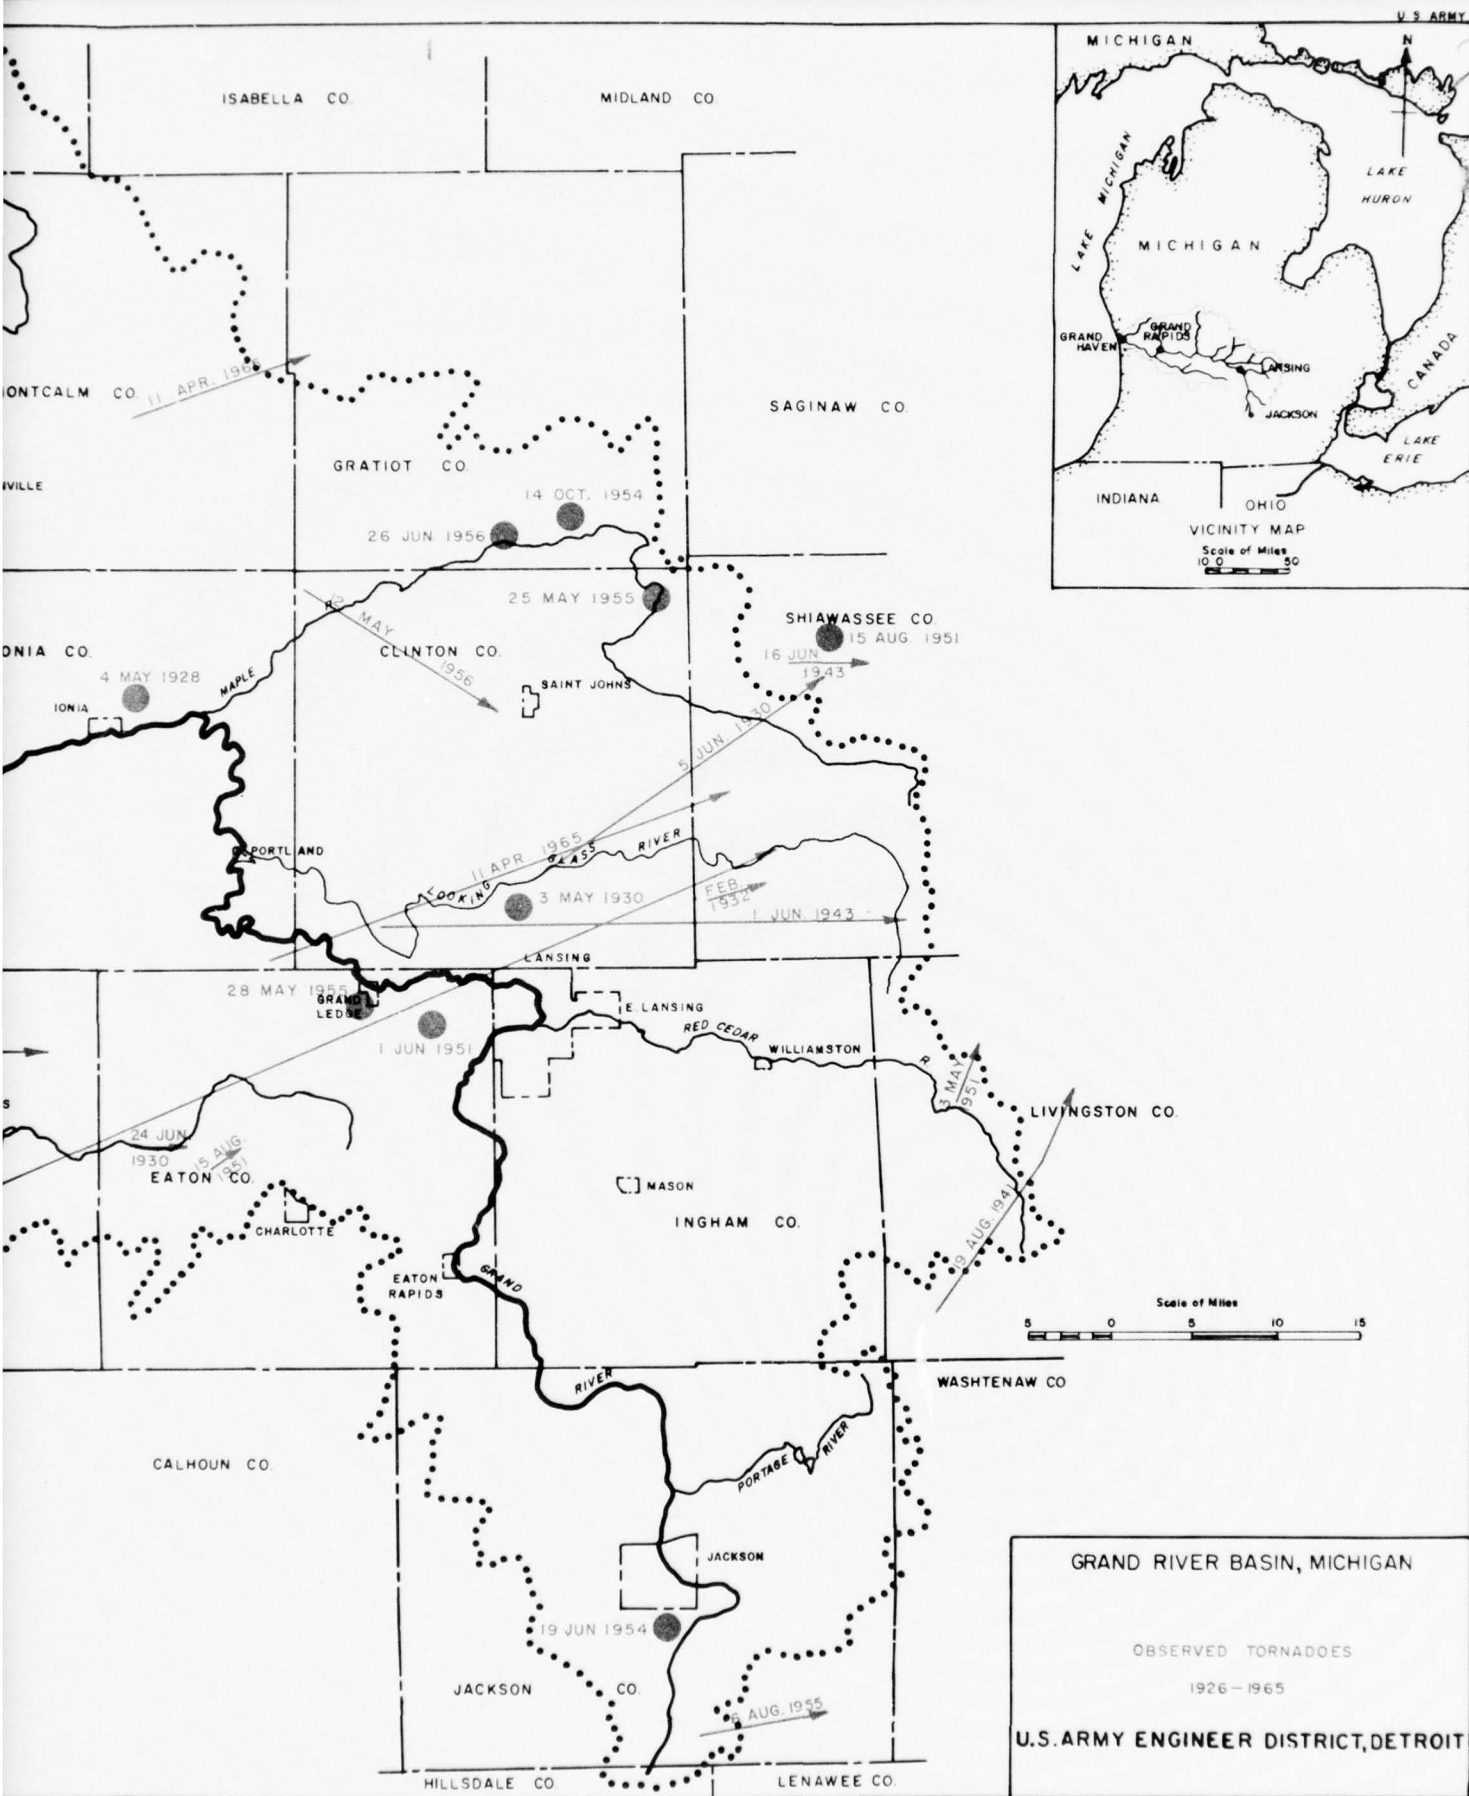 U S ARMY
ISABELLA CO.
MIDLAND CO.
MICHIGAN
N
LAKE MICHIGAN
LAKE
HURON
MICHIGAN
GRAND
HAVEN
GRAND
RAPIDS
LANSING
JACKSON
CANADA
LAKE
ERIE
INDIANA
OHIO
VICINITY MAP
Scale of Miles
10 0 50
11 APR. 1965
ONTCALM CO.
SAGINAW CO.
GRATIOT CO.
NVILLE
14 OCT. 1954
26 JUN 1956
25 MAY 1955
SHIAWASSEE CO.
15 AUG. 1951
16 JUN
1943
12 MAY
1956
R.
CLINTON CO.
ONIA CO.
4 MAY 1928
MAPLE
IONIA
SAINT JOHNS
5 JUN. 1930
11 APR 1965
LOOKING GLASS RIVER
PORTLAND
3 MAY 1930
FEB.
1932
1 JUN. 1943
LANSING
28 MAY 1955
GRAND
LEDGE
E. LANSING
RED CEDAR R
1 JUN 1951
WILLIAMSTON
3 MAY
1951
LIVINGSTON CO.
S
24 JUN.
1930
15 AUG.
1951
EATON CO.
MASON
INGHAM CO.
CHARLOTTE
19 AUG. 1941
EATON
RAPIDS
GRAND
RIVER
Scale of Miles
5 0 5 10 15
WASHTENAW CO
CALHOUN CO.
PORTAGE RIVER
JACKSON
19 JUN 1954
JACKSON CO.
6 AUG. 1955
HILLSDALE CO.
LENAWEE CO.
GRAND RIVER BASIN, MICHIGAN
OBSERVED TORNADOES
1926-1965
U.S. ARMY ENGINEER DISTRICT, DETROIT